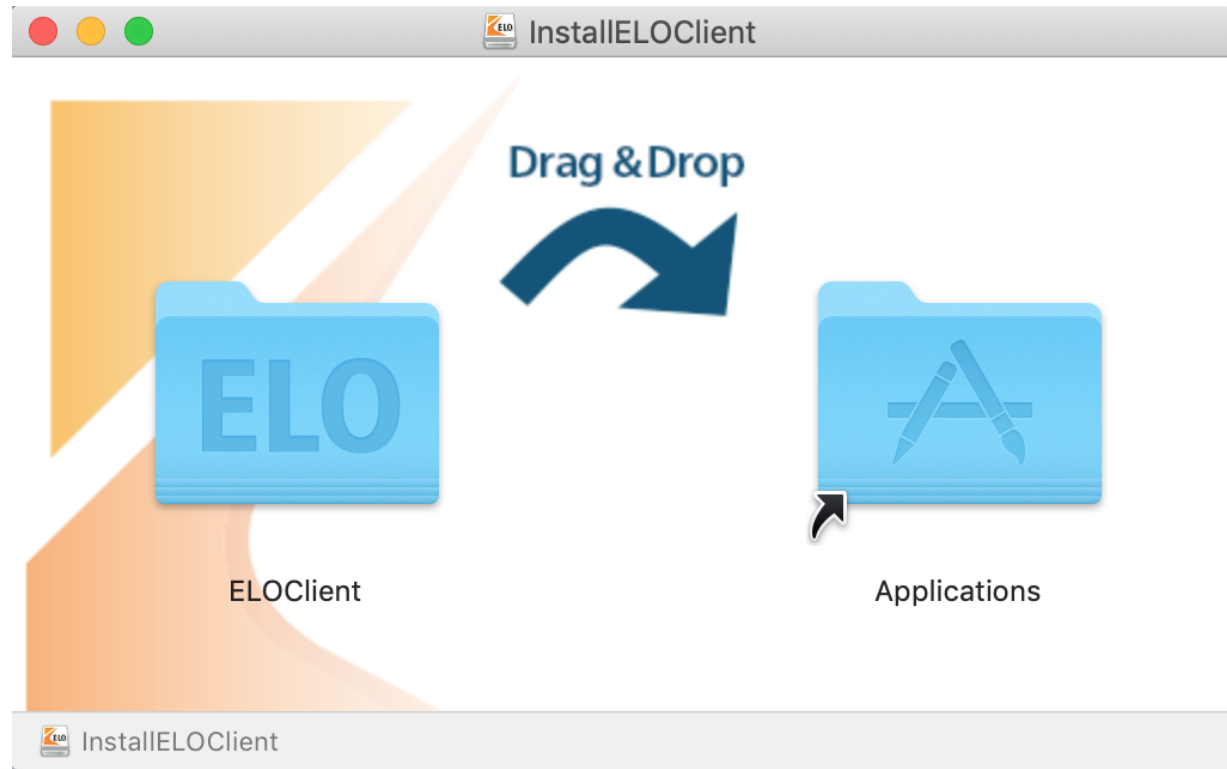 InstallELOClient
Drag & Drop
ELO
ELOClient
Applications
InstallELOClient